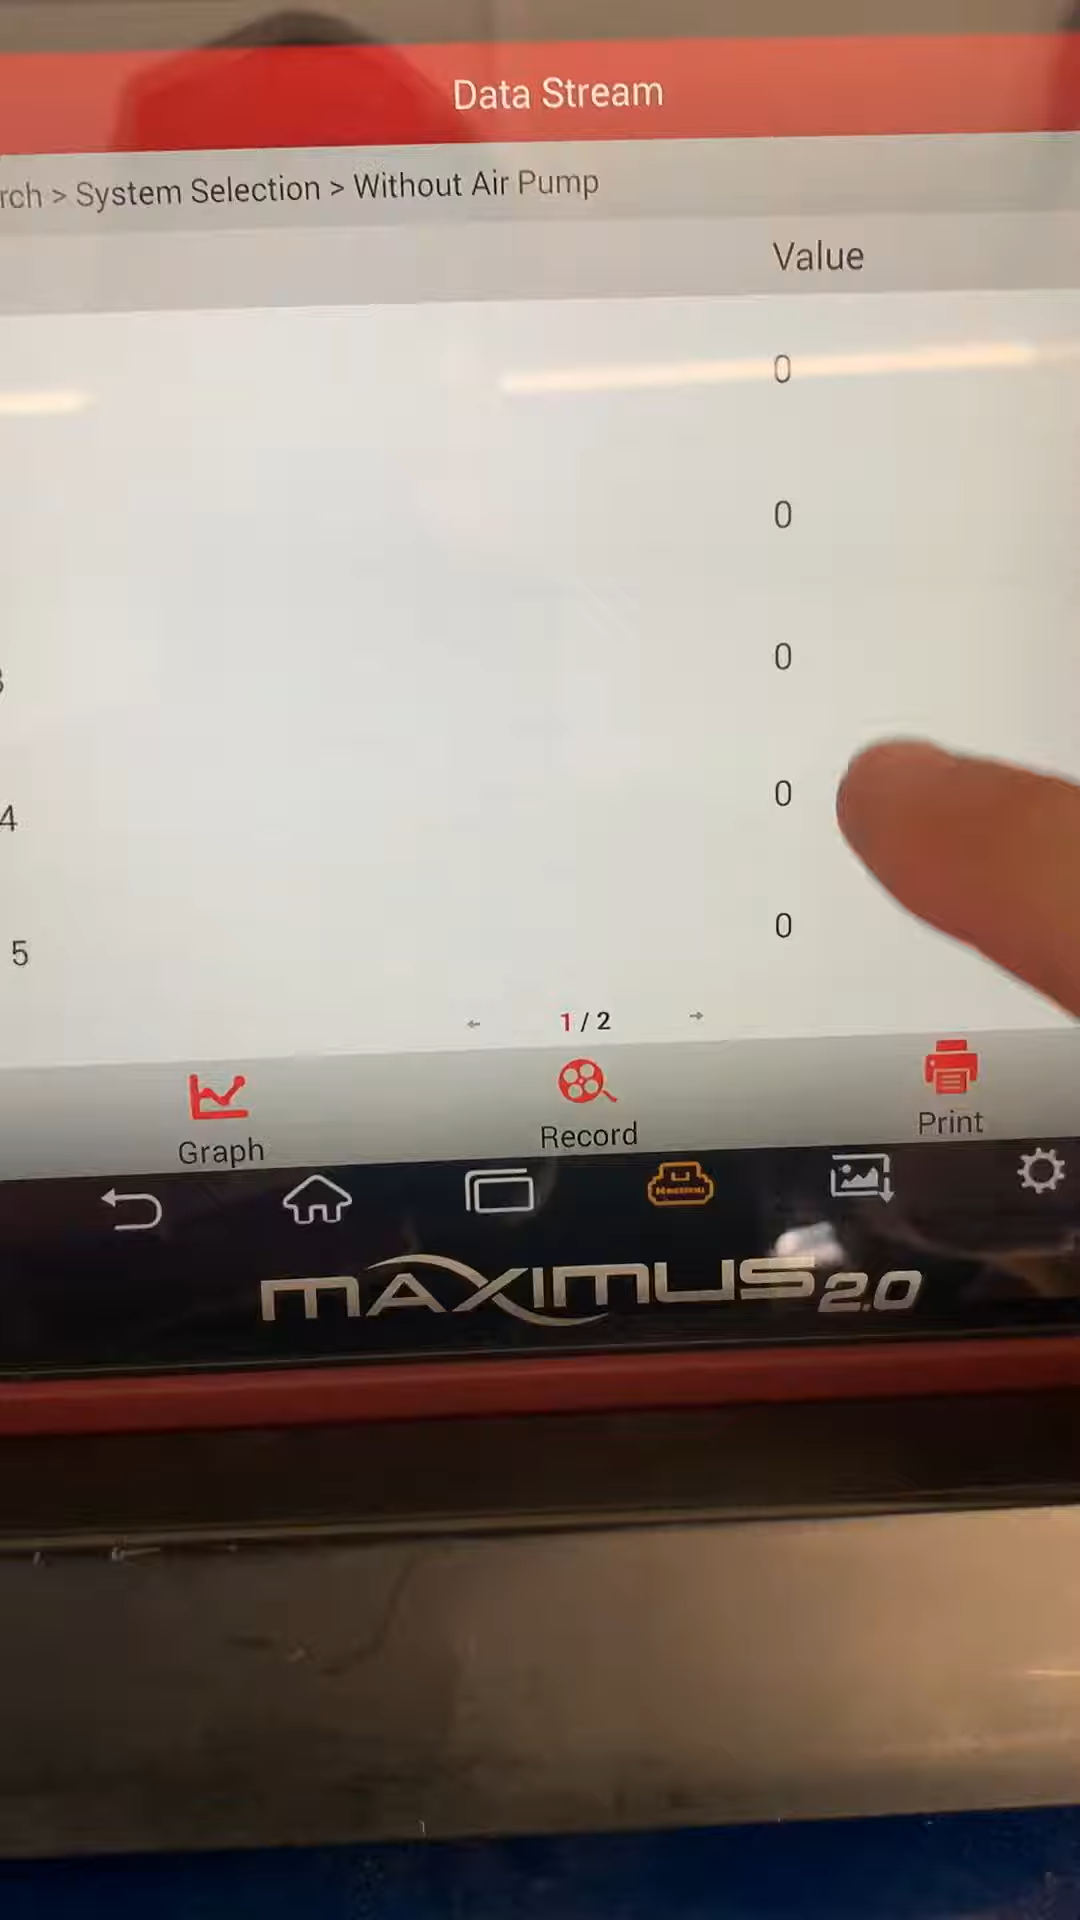 Data Stream
rch > System Selection > Without Air Pump
Value
0
0
0
4 0
5 0
1 / 2
Graph
Record
Print
MAXIMUS 2.0